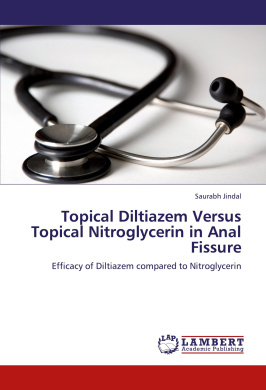 Saurabh Jindal
Topical Diltiazem Versus
Topical Nitroglycerin in Anal
Fissure
Efficacy of Diltiazem compared to Nitroglycerin
LAP
LAMBERT
Academic Publishing